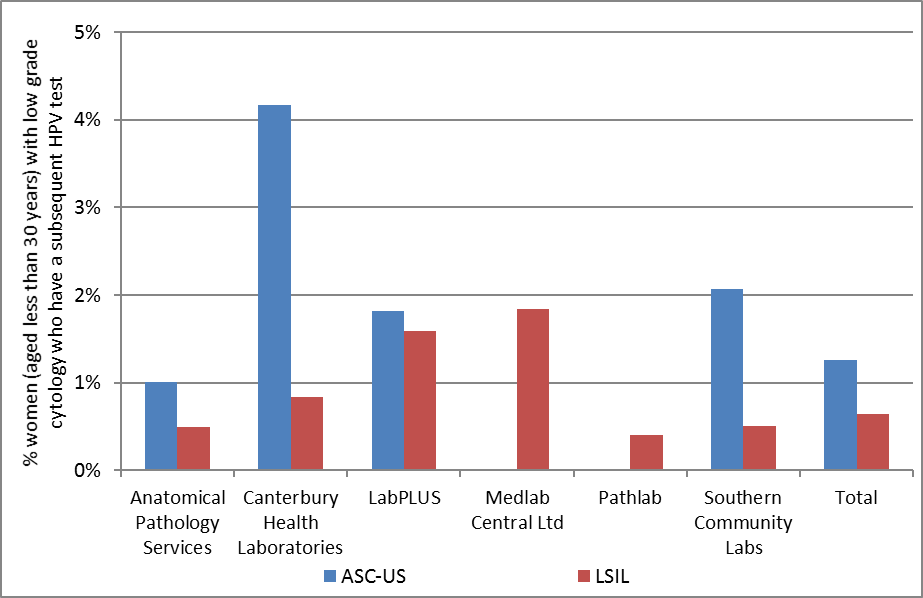 % women (aged less than 30 years) with low grade
cytology who have a subsequent HPV test
5%
4%
3%
2%
1%
0%
Anatomical
Pathology
Services
Canterbury
Health
Laboratories
LabPLUS
Medlab
Central Ltd
Pathlab
Southern
Community
Labs
Total
ASC-US
LSIL